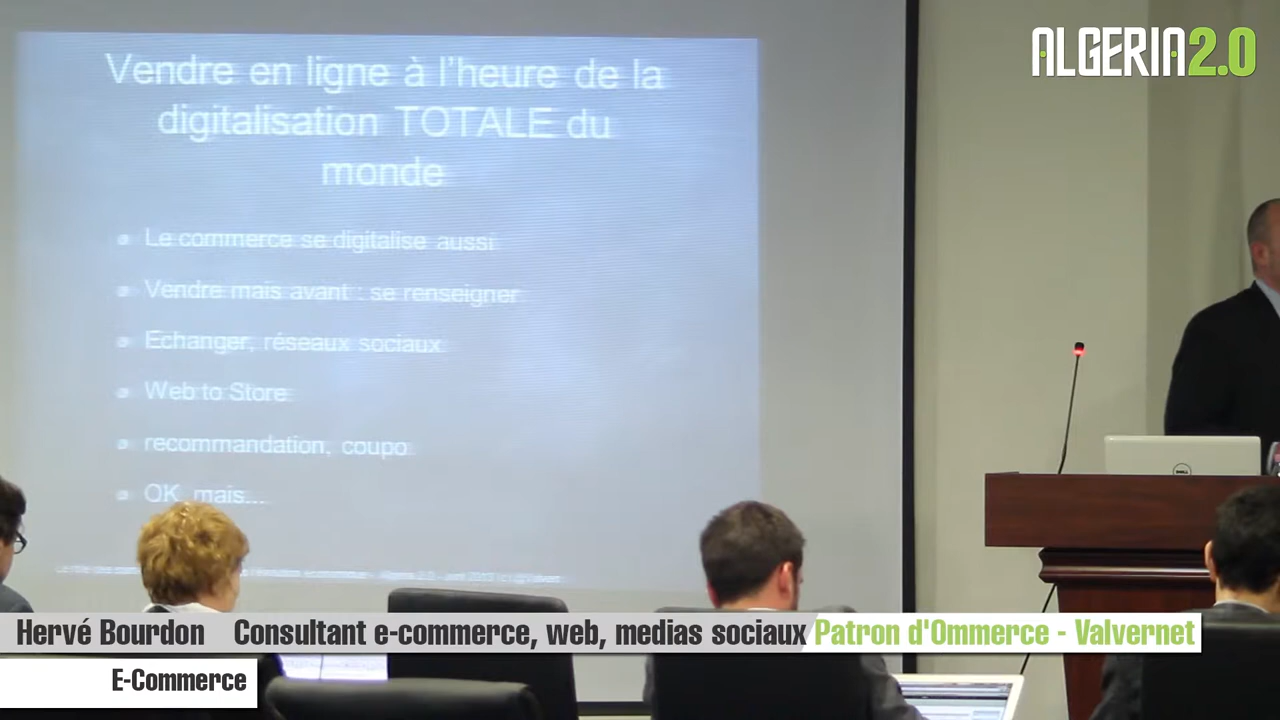 ALGERIA2.0
Vendre en ligne à l'heure de la
digitalisation TOTALE du
monde
Le commerce se digitalise aussi
Vendre mais avant : se renseigner
Echanger, réseaux sociaux
Web to Store
recommandation, coupo
OK, mais...
DELL
Hervé Bourdon Consultant e-commerce, web, medias sociaux Patron d'Ommerce - Valvernet
E-Commerce